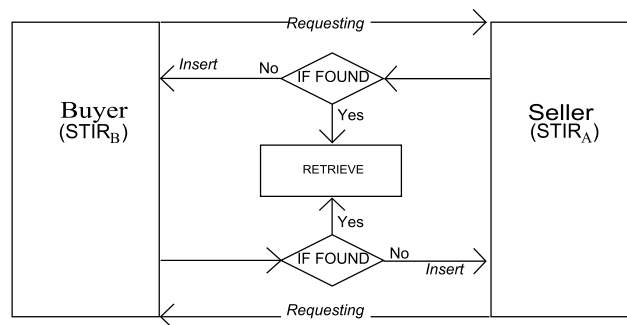 Requesting
Insert
No
IF FOUND
Yes
Buyer
(STIR_B)
Seller
(STIR_A)
RETRIEVE
Yes
IF FOUND
No
Insert
Requesting